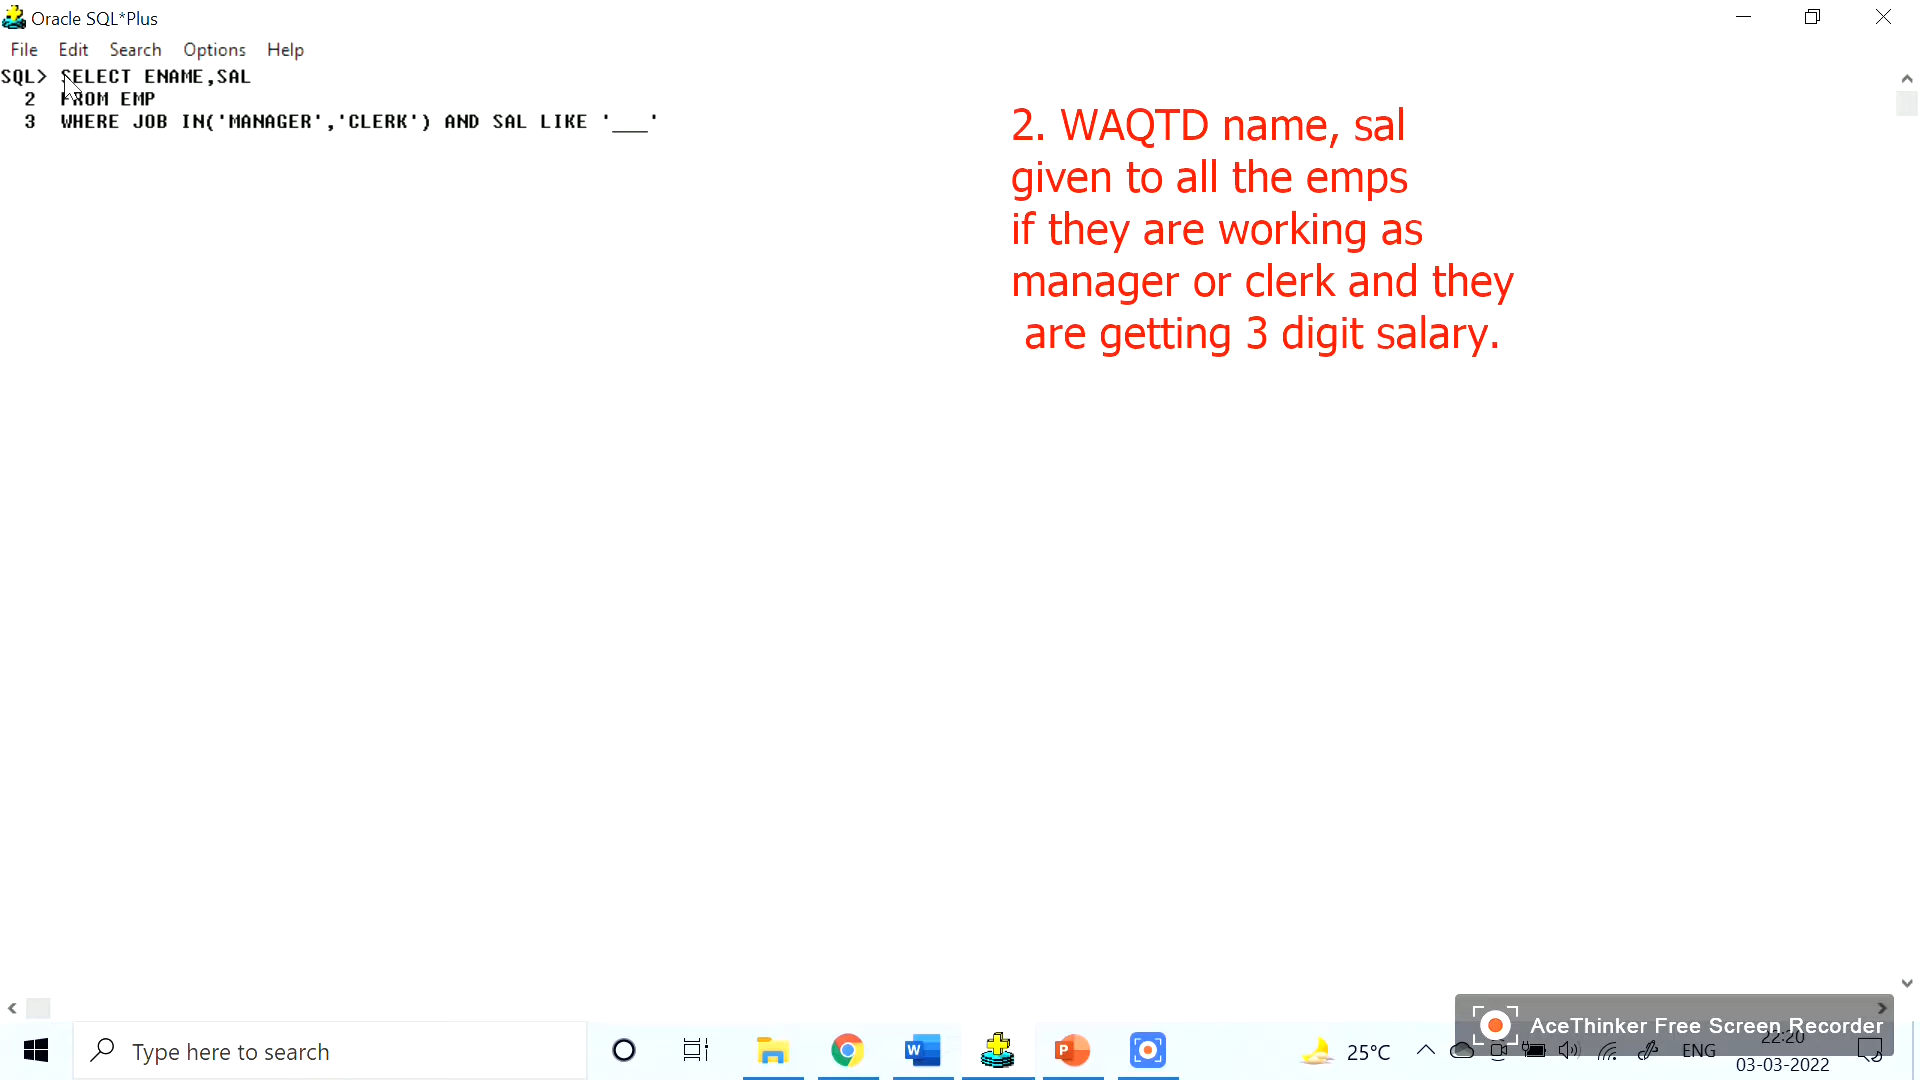 Oracle SQL*Plus
File Edit Search Options Help
SQL> SELECT ENAME,SAL
2 FROM EMP
3 WHERE JOB IN('MANAGER','CLERK') AND SAL LIKE '___'
2. WAQTD name, sal
given to all the emps
if they are working as
manager or clerk and they
are getting 3 digit salary.
AceThinker Free Screen Recorder
Type here to search
25°C
ENG
22:20
03-03-2022